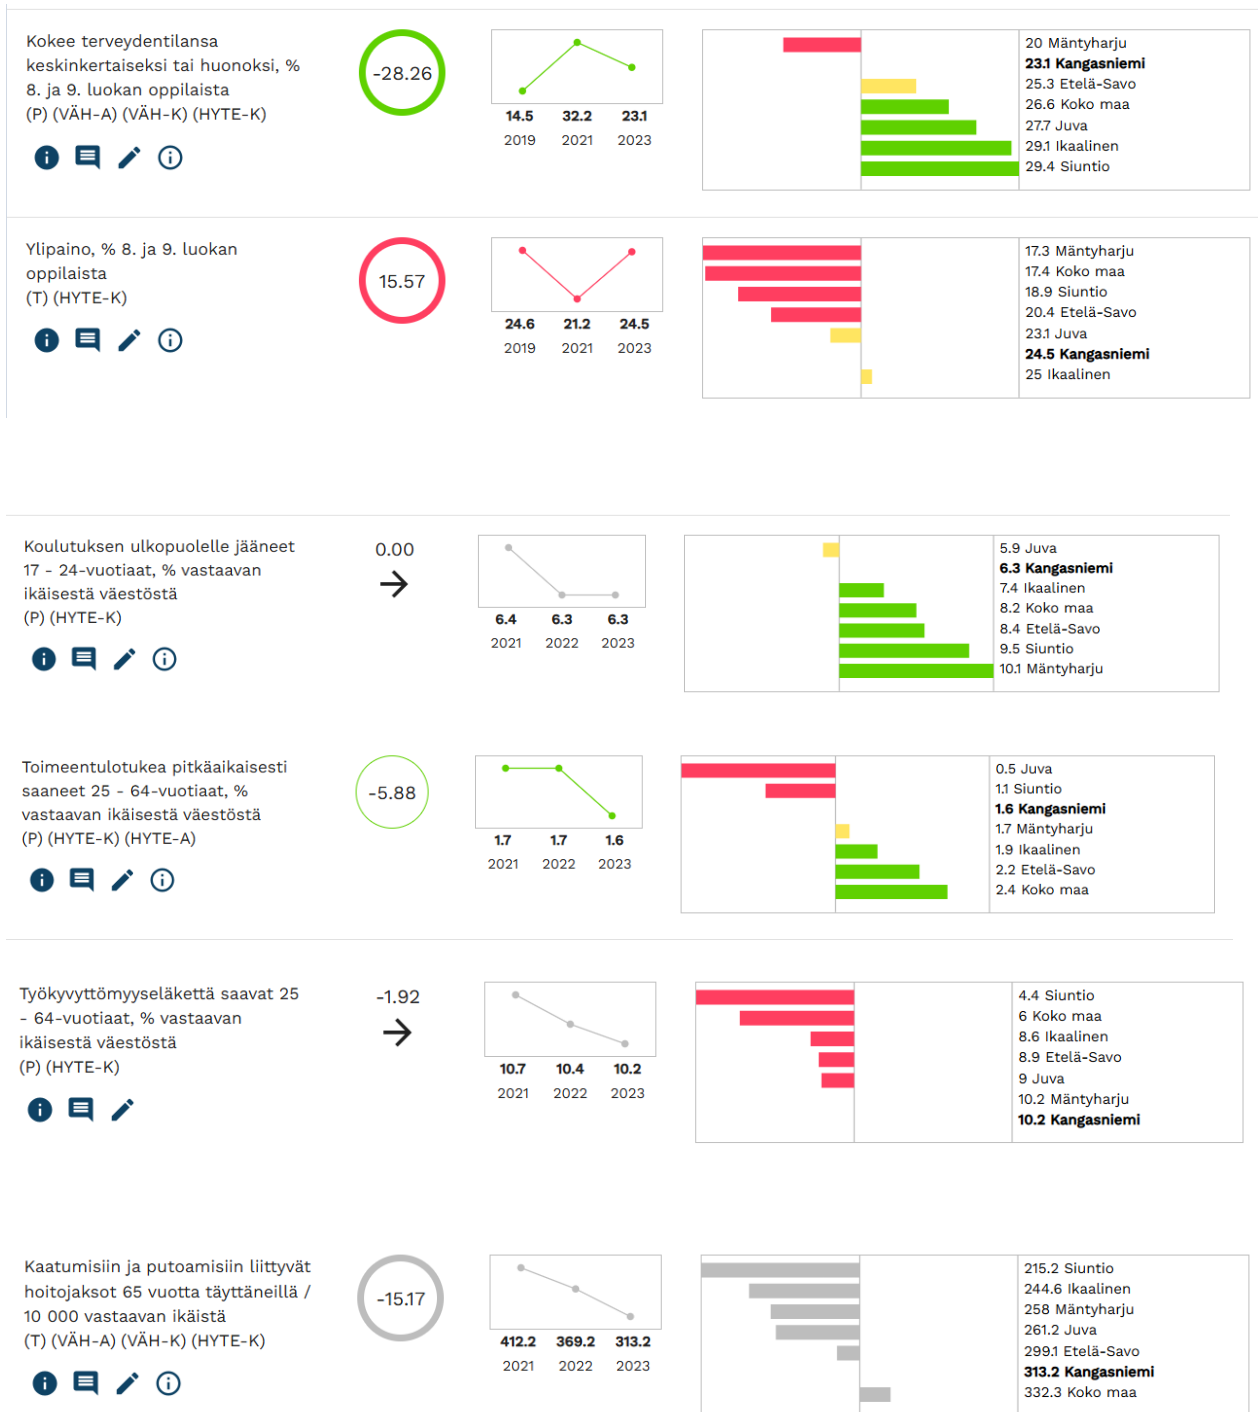 Kokee terveydentilansa
keskinkertaiseksi tai huonoksi, %
8. ja 9. luokan oppilaista
(P) (VÄH-A) (VÄH-K) (HYTE-K)
-28.26
14.5 32.2 23.1
2019 2021 2023
20 Mäntyharju
23.1 Kangasniemi
25.3 Etelä-Savo
26.6 Koko maa
27.7 Juva
29.1 Ikaalinen
29.4 Siuntio
Ylipaino, % 8. ja 9. luokan
oppilaista
(T) (HYTE-K)
15.57
24.6 21.2 24.5
2019 2021 2023
17.3 Mäntyharju
17.4 Koko maa
18.9 Siuntio
20.4 Etelä-Savo
23.1 Juva
24.5 Kangasniemi
25 Ikaalinen
Koulutuksen ulkopuolelle jääneet
17 - 24-vuotiaat, % vastaavan
ikäisestä väestöstä
(P) (HYTE-K)
0.00
6.4 6.3 6.3
2021 2022 2023
5.9 Juva
6.3 Kangasniemi
7.4 Ikaalinen
8.2 Koko maa
8.4 Etelä-Savo
9.5 Siuntio
10.1 Mäntyharju
Toimeentulotukea pitkäaikaisesti
saaneet 25 - 64-vuotiaat, %
vastaavan ikäisestä väestöstä
(P) (HYTE-K) (HYTE-A)
-5.88
1.7 1.7 1.6
2021 2022 2023
0.5 Juva
1.1 Siuntio
1.6 Kangasniemi
1.7 Mäntyharju
1.9 Ikaalinen
2.2 Etelä-Savo
2.4 Koko maa
Työkyvyttömyyseläkettä saavat 25
- 64-vuotiaat, % vastaavan
ikäisestä väestöstä
(P) (HYTE-K)
-1.92
10.7 10.4 10.2
2021 2022 2023
4.4 Siuntio
6 Koko maa
8.6 Ikaalinen
8.9 Etelä-Savo
9 Juva
10.2 Mäntyharju
10.2 Kangasniemi
Kaatumisiin ja putoamisiin liittyvät
hoitojaksot 65 vuotta täyttäneillä /
10 000 vastaavan ikäistä
(T) (VÄH-A) (VÄH-K) (HYTE-K)
-15.17
412.2 369.2 313.2
2021 2022 2023
215.2 Siuntio
244.6 Ikaalinen
258 Mäntyharju
261.2 Juva
299.1 Etelä-Savo
313.2 Kangasniemi
332.3 Koko maa